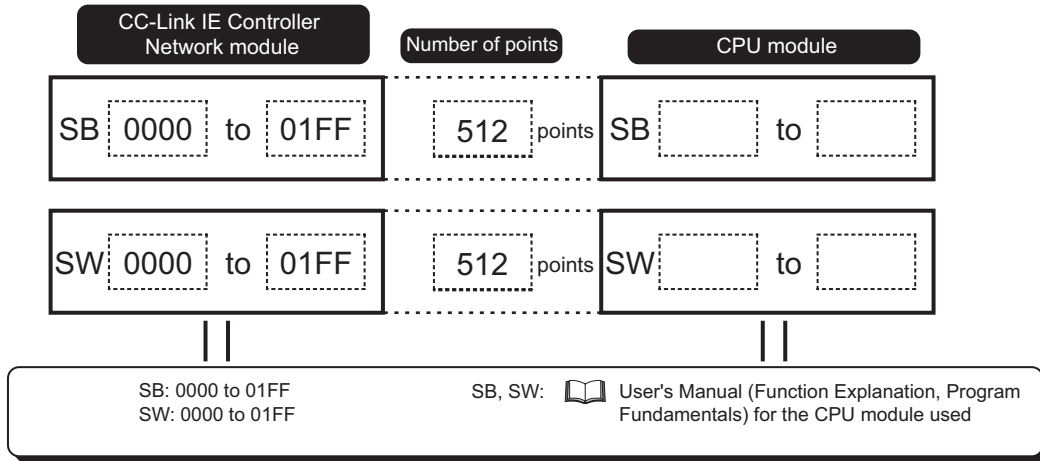 CC-Link IE Controller
Network module
Number of points
CPU module
SB 0000 to 01FF 512 points SB to
SW 0000 to 01FF 512 points SW to
SB: 0000 to 01FF
SW: 0000 to 01FF
SB, SW: User's Manual (Function Explanation, Program
Fundamentals) for the CPU module used